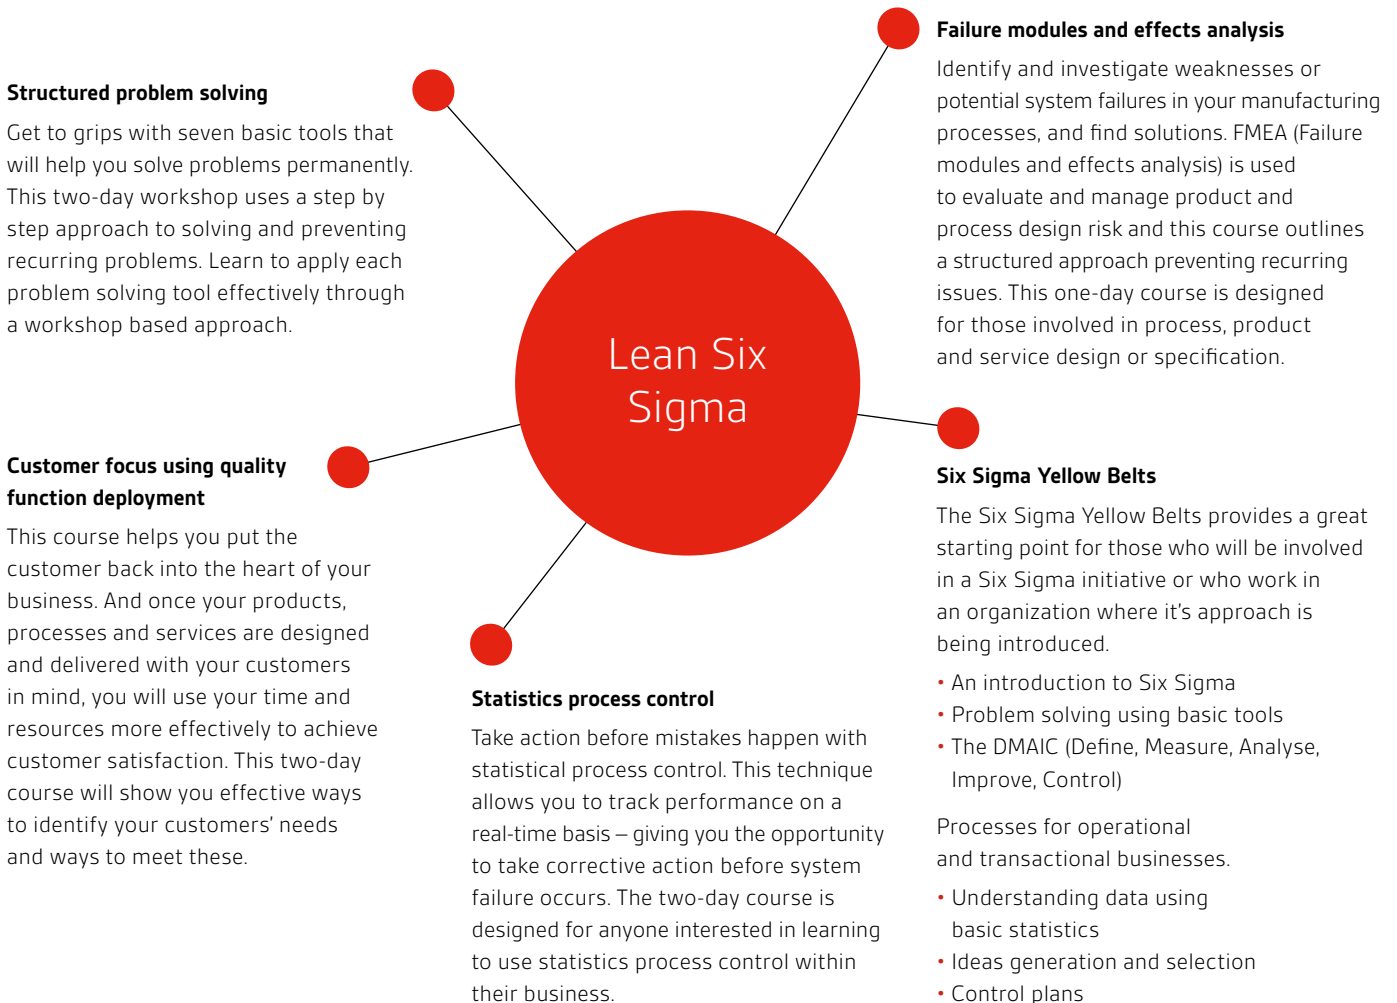 Structured problem solving
Get to grips with seven basic tools that
will help you solve problems permanently.
This two-day workshop uses a step by
step approach to solving and preventing
recurring problems. Learn to apply each
problem solving tool effectively through
a workshop based approach.
Customer focus using quality
function deployment
This course helps you put the
customer back into the heart of your
business. And once your products,
processes and services are designed
and delivered with your customers
in mind, you will use your time and
resources more effectively to achieve
customer satisfaction. This two-day
course will show you effective ways
to identify your customers’ needs
and ways to meet these.
Lean Six
Sigma
Statistics process control
Take action before mistakes happen with
statistical process control. This technique
allows you to track performance on a
real-time basis – giving you the opportunity
to take corrective action before system
failure occurs. The two-day course is
designed for anyone interested in learning
to use statistics process control within
their business.
Failure modules and effects analysis
Identify and investigate weaknesses or
potential system failures in your manufacturing
processes, and find solutions. FMEA (Failure
modules and effects analysis) is used
to evaluate and manage product and
process design risk and this course outlines
a structured approach preventing recurring
issues. This one-day course is designed
for those involved in process, product
and service design or specification.
Six Sigma Yellow Belts
The Six Sigma Yellow Belts provides a great
starting point for those who will be involved
in a Six Sigma initiative or who work in
an organization where it’s approach is
being introduced.
• An introduction to Six Sigma
• Problem solving using basic tools
• The DMAIC (Define, Measure, Analyse,
Improve, Control)
Processes for operational
and transactional businesses.
• Understanding data using
basic statistics
• Ideas generation and selection
• Control plans